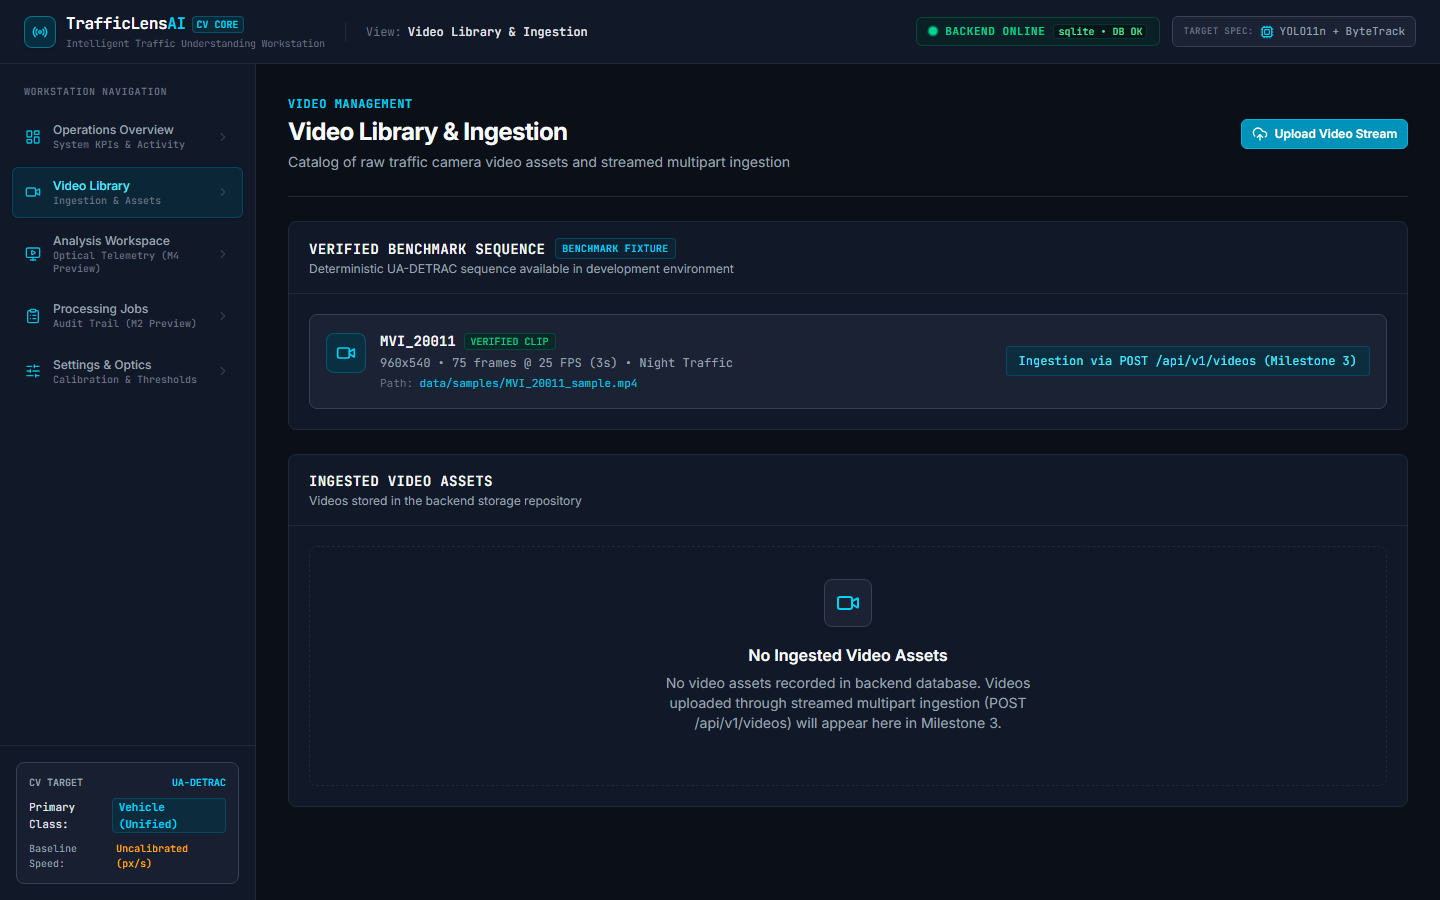 TrafficLensAI CV CORE
Intelligent Traffic Understanding Workstation
View: Video Library & Ingestion
BACKEND ONLINE sqlite • DB OK
TARGET SPEC: YOLO11n + ByteTrack
WORKSTATION NAVIGATION
Operations Overview
System KPIs & Activity
Video Library
Ingestion & Assets
Analysis Workspace
Optical Telemetry (M4
Preview)
Processing Jobs
Audit Trail (M2 Preview)
Settings & Optics
Calibration & Thresholds
CV TARGET UA-DETRAC
Primary
Class:
Vehicle
(Unified)
Baseline
Speed:
Uncalibrated
(px/s)
VIDEO MANAGEMENT
Video Library & Ingestion
Catalog of raw traffic camera video assets and streamed multipart ingestion
Upload Video Stream
VERIFIED BENCHMARK SEQUENCE BENCHMARK FIXTURE
Deterministic UA-DETRAC sequence available in development environment
MVI_20011 VERIFIED CLIP
960x540 • 75 frames @ 25 FPS (3s) • Night Traffic
Path: data/samples/MVI_20011_sample.mp4
Ingestion via POST /api/v1/videos (Milestone 3)
INGESTED VIDEO ASSETS
Videos stored in the backend storage repository
No Ingested Video Assets
No video assets recorded in backend database. Videos
uploaded through streamed multipart ingestion (POST
/api/v1/videos) will appear here in Milestone 3.